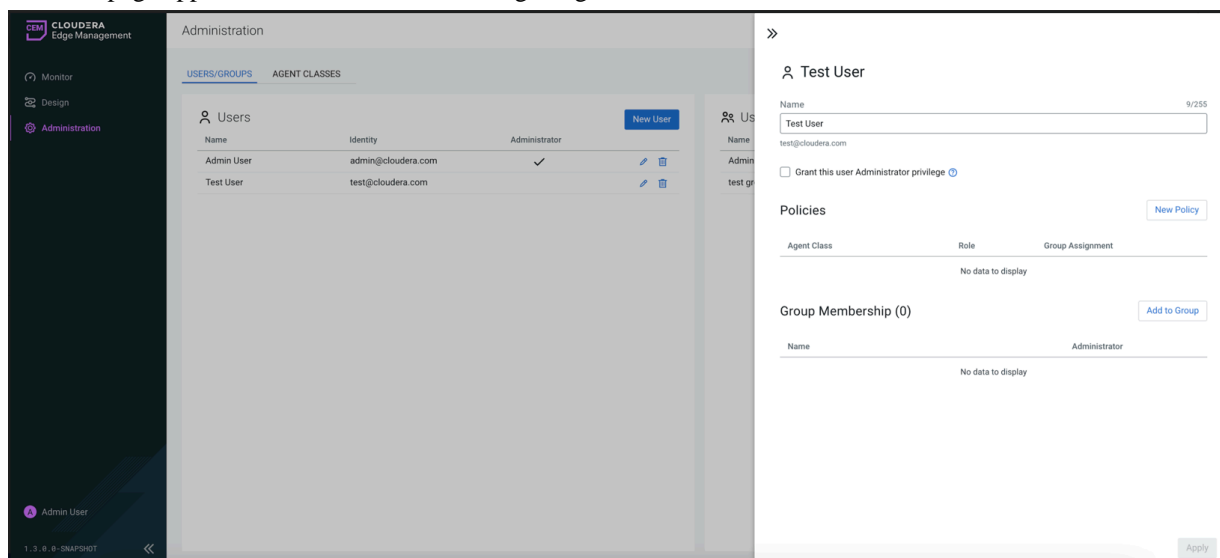 CEM CLOUDERA
Edge Management
Monitor
Design
Administration
Admin User
1.3.0.0-SNAPSHOT
Administration
USERS/GROUPS AGENT CLASSES
Users New User
Name Identity Administrator
Admin User admin@cloudera.com
Test User test@cloudera.com
Us
Name
Admin
test gr
Test User
Name 9/255
Test User
test@cloudera.com
Grant this user Administrator privilege
Policies New Policy
Agent Class Role Group Assignment
No data to display
Group Membership (0) Add to Group
Name Administrator
No data to display
Apply